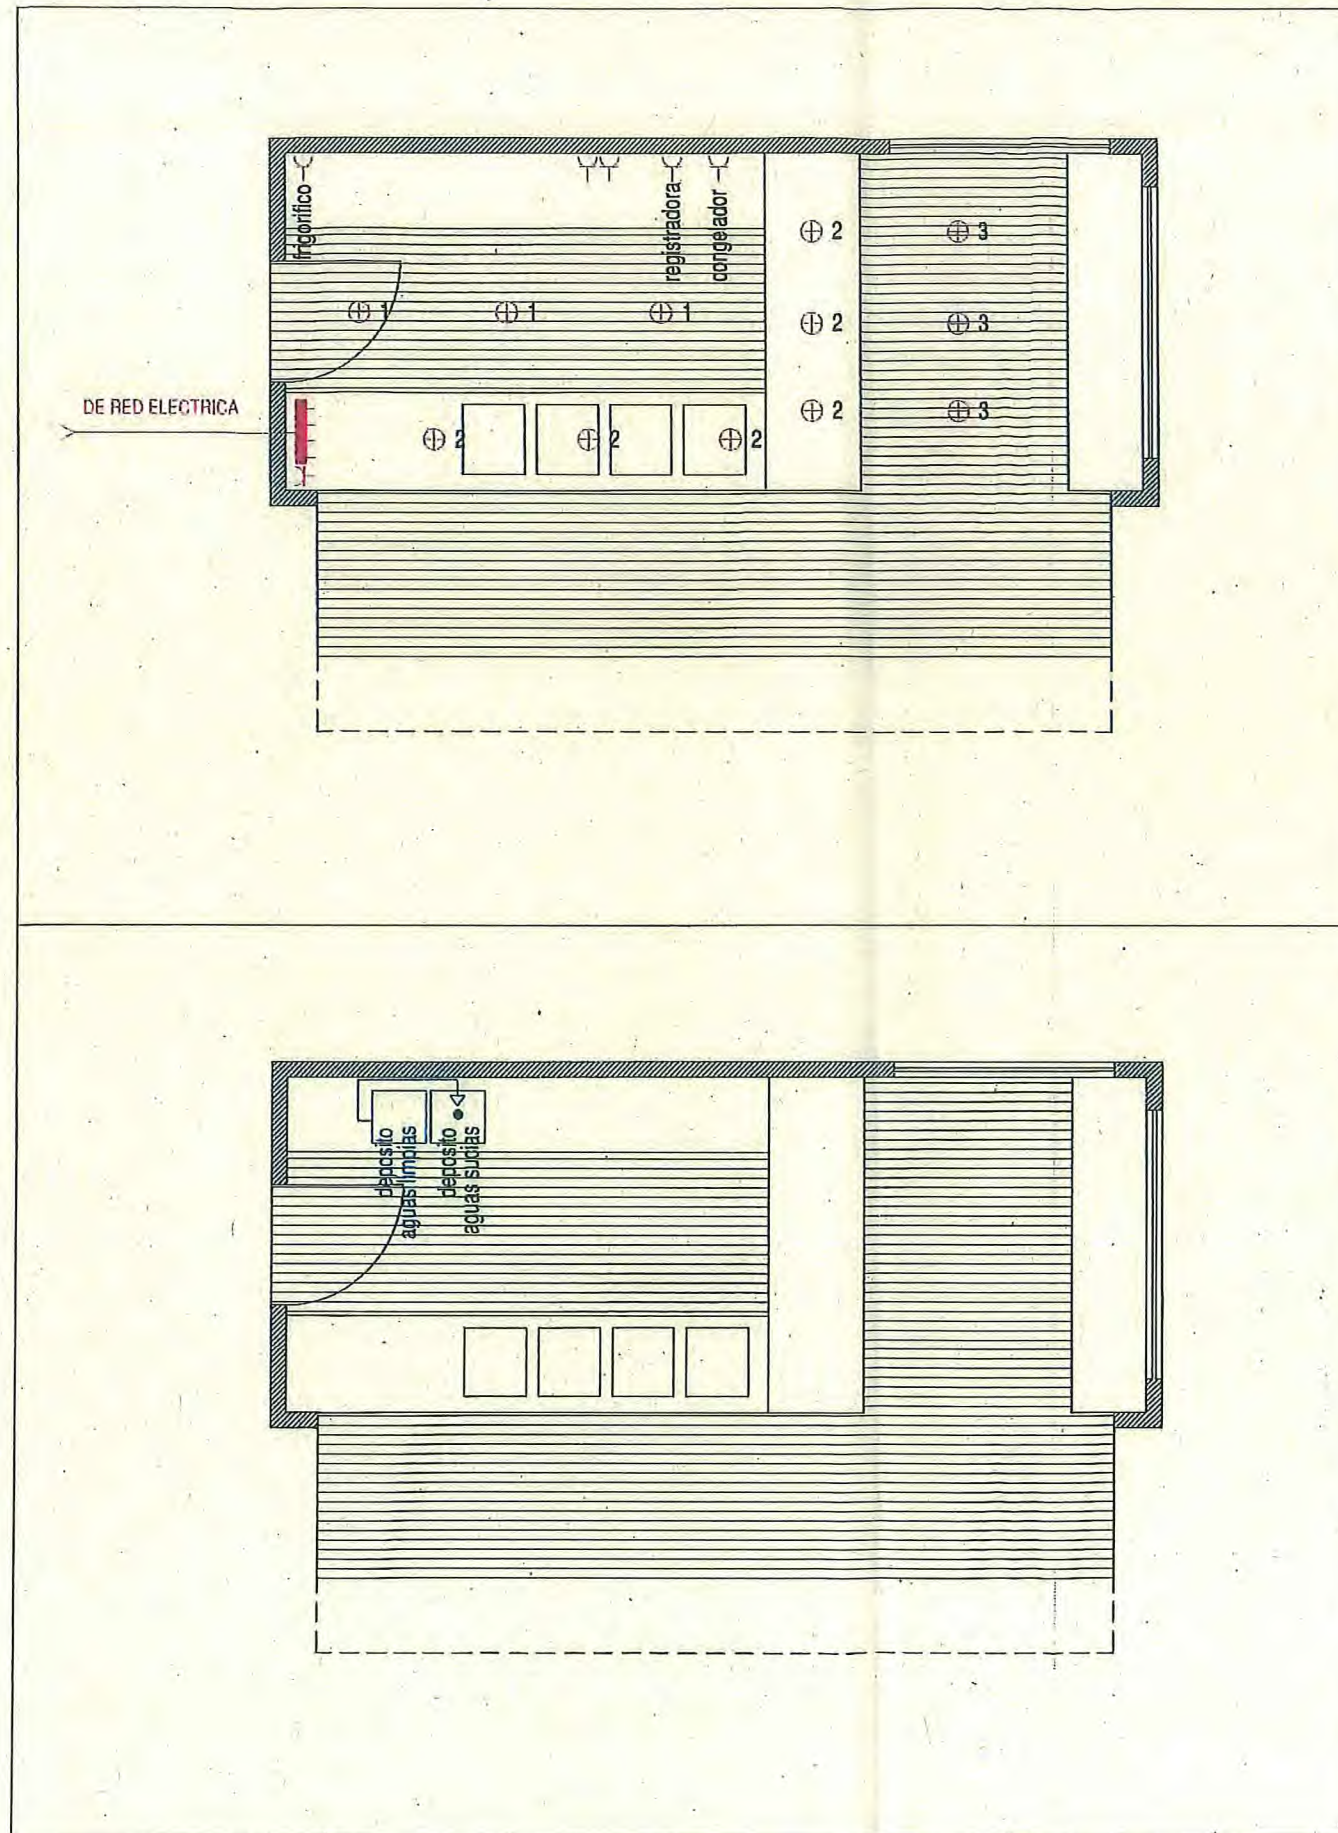 frigorífico
registradora
congelador
2
3
1
1
1
2
3
DE RED ELECTRICA
2
3
2
2
2
deposito
aguas limpias
deposito
aguas sucias